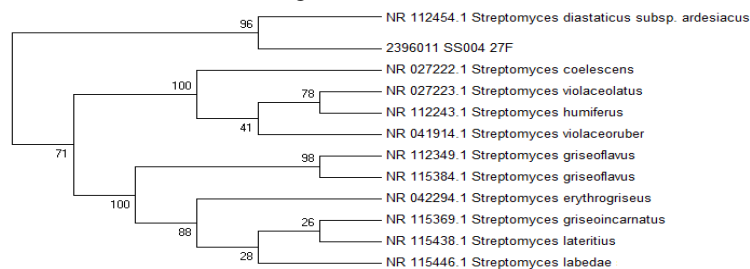 NR 112454.1 Streptomyces diastaticus subsp. ardesiacus
96
2396011 SS004 27F
NR 027222.1 Streptomyces coelescens
100
NR 027223.1 Streptomyces violaceolatus
78
NR 112243.1 Streptomyces humiferus
41
NR 041914.1 Streptomyces violaceoruber
71
NR 112349.1 Streptomyces griseoflavus
98
NR 115384.1 Streptomyces griseoflavus
100
NR 042294.1 Streptomyces erythrogriseus
88
NR 115369.1 Streptomyces griseoincarnatus
26
NR 115438.1 Streptomyces lateritius
28
NR 115446.1 Streptomyces labedae